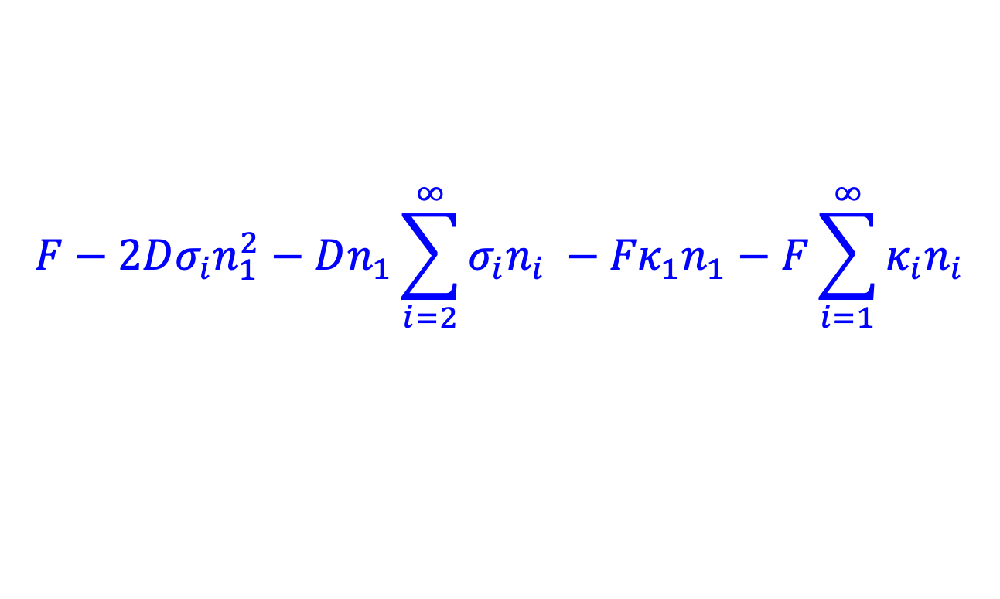 F − 2Dσ_i n_1^2 − Dn_1 ∑_{i=2}^{∞} σ_i n_i − Fκ_1 n_1 − F ∑_{i=1}^{∞} κ_i n_i